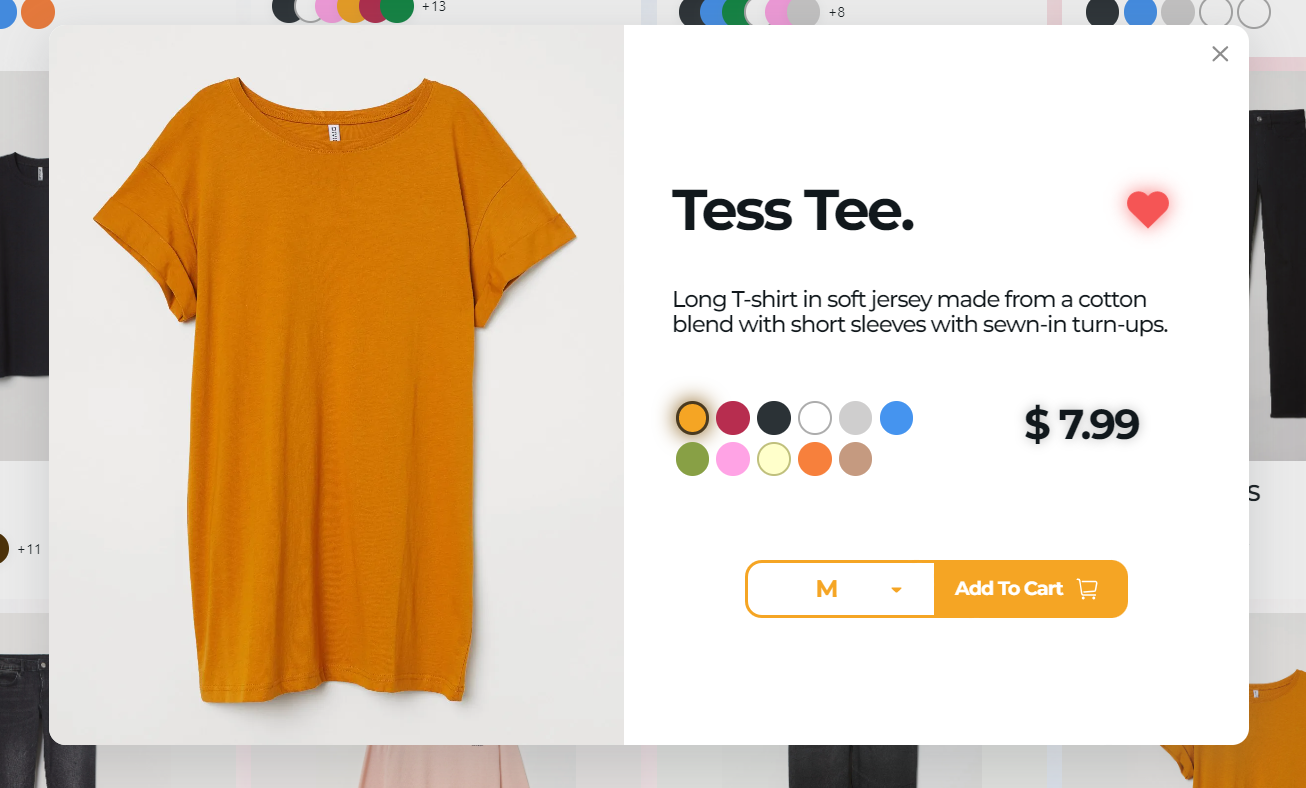 +13
+8
Tess Tee.
Long T-shirt in soft jersey made from a cotton
blend with short sleeves with sewn-in turn-ups.
$ 7.99
S
+11
M
Add To Cart